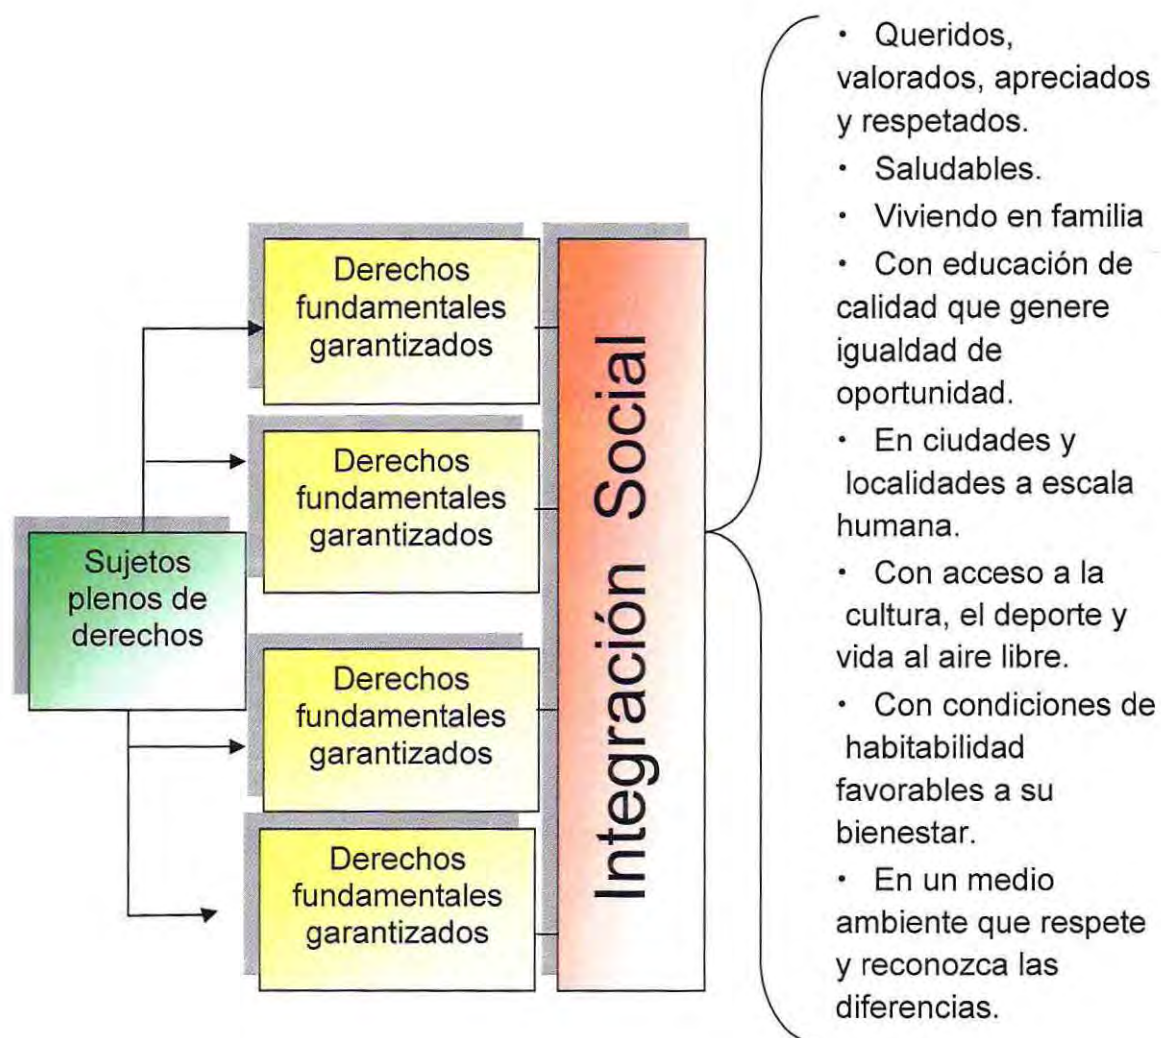 Sujetos
plenos de
derechos
Derechos
fundamentales
garantizados
Derechos
fundamentales
garantizados
Derechos
fundamentales
garantizados
Derechos
fundamentales
garantizados
Integración Social
• Queridos,
valorados, apreciados
y respetados.
• Saludables.
• Viviendo en familia
• Con educación de
calidad que genere
igualdad de
oportunidad.
• En ciudades y
localidades a escala
humana.
• Con acceso a la
cultura, el deporte y
vida al aire libre.
• Con condiciones de
habitabilidad
favorables a su
bienestar.
• En un medio
ambiente que respete
y reconozca las
diferencias.